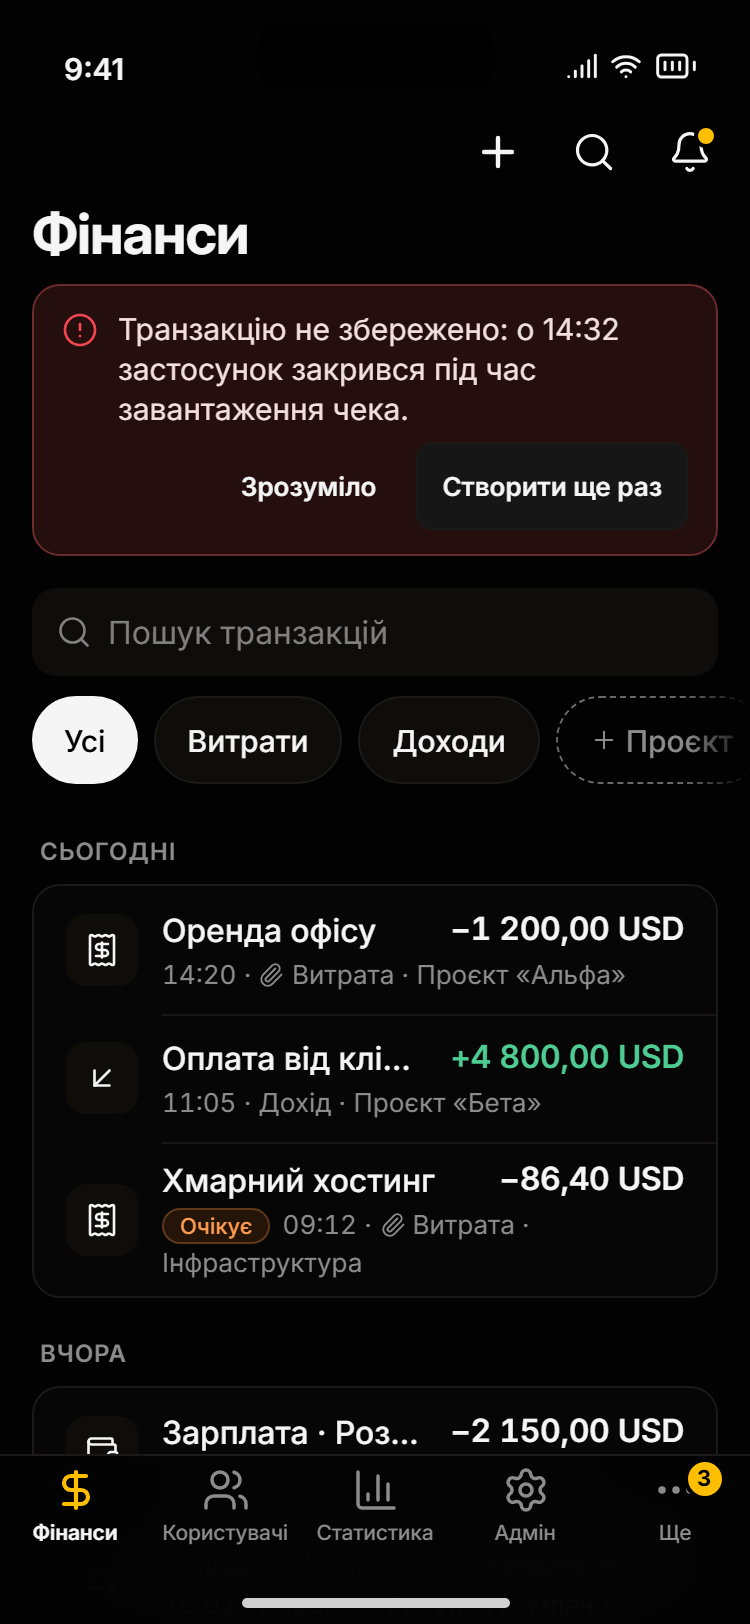 9:41
Фінанси
Транзакцію не збережено: о 14:32
застосунок закрився під час
завантаження чека.
Зрозуміло
Створити ще раз
Пошук транзакцій
Усі
Витрати
Доходи
+ Проєкт
СЬОГОДНІ
Оренда офісу −1 200,00 USD
14:20 · Витрата · Проєкт «Альфа»
Оплата від клі... +4 800,00 USD
11:05 · Дохід · Проєкт «Бета»
Хмарний хостинг −86,40 USD
Очікує 09:12 · Витрата ·
Інфраструктура
ВЧОРА
Зарплата · Роз... −2 150,00 USD
3
Фінанси
Користувачі
Статистика
Адмін
Ще